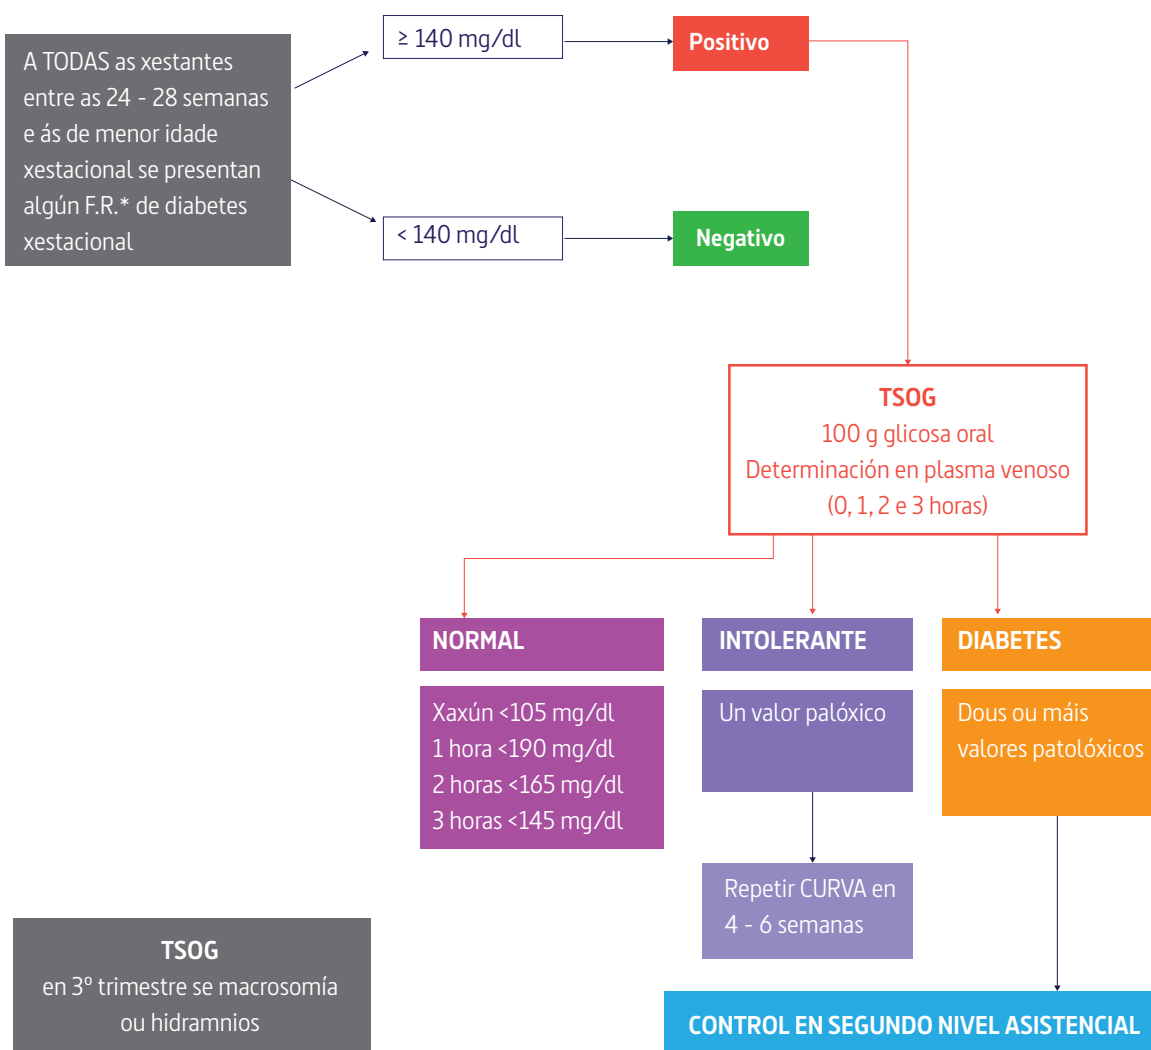 A TODAS as xestantes
entre as 24 - 28 semanas
e ás de menor idade
xestacional se presentan
algún F.R.* de diabetes
xestacional
≥ 140 mg/dl
Positivo
< 140 mg/dl
Negativo
TSOG
100 g glicosa oral
Determinación en plasma venoso
(0, 1, 2 e 3 horas)
NORMAL
Xaxún <105 mg/dl
1 hora <190 mg/dl
2 horas <165 mg/dl
3 horas <145 mg/dl
INTOLERANTE
Un valor palóxico
Repetir CURVA en
4 - 6 semanas
DIABETES
Dous ou máis
valores patolóxicos
CONTROL EN SEGUNDO NIVEL ASISTENCIAL
TSOG
en 3º trimestre se macrosomía
ou hidramnios